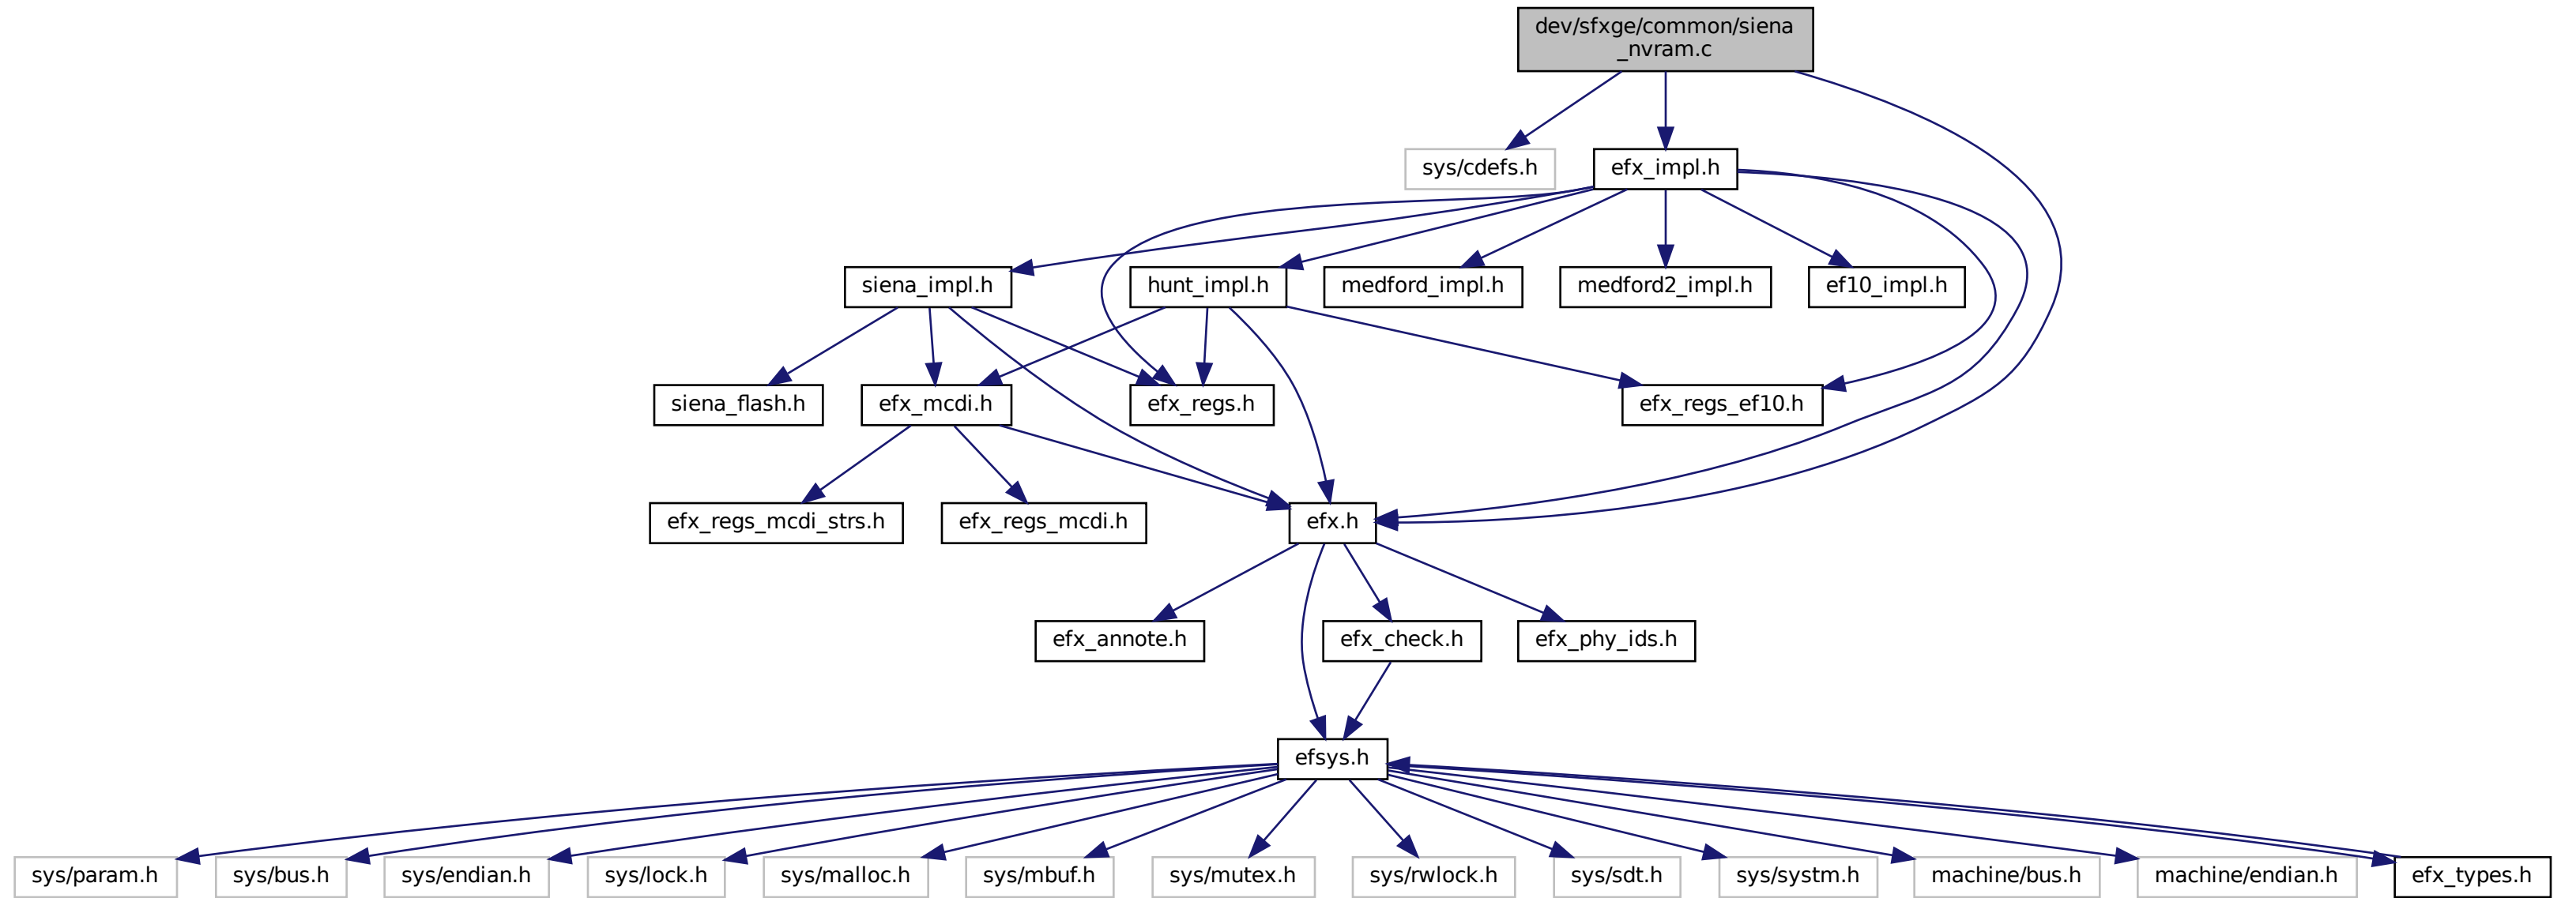 dev/sfxge/common/siena
_nvram.c
sys/cdefs.h
efx_impl.h
siena_impl.h
hunt_impl.h
medford_impl.h
medford2_impl.h
ef10_impl.h
siena_flash.h
efx_mcdi.h
efx_regs.h
efx_regs_ef10.h
efx_regs_mcdi_strs.h
efx_regs_mcdi.h
efx.h
efx_annote.h
efx_check.h
efx_phy_ids.h
efsys.h
sys/param.h
sys/bus.h
sys/endian.h
sys/lock.h
sys/malloc.h
sys/mbuf.h
sys/mutex.h
sys/rwlock.h
sys/sdt.h
sys/systm.h
machine/bus.h
machine/endian.h
efx_types.h